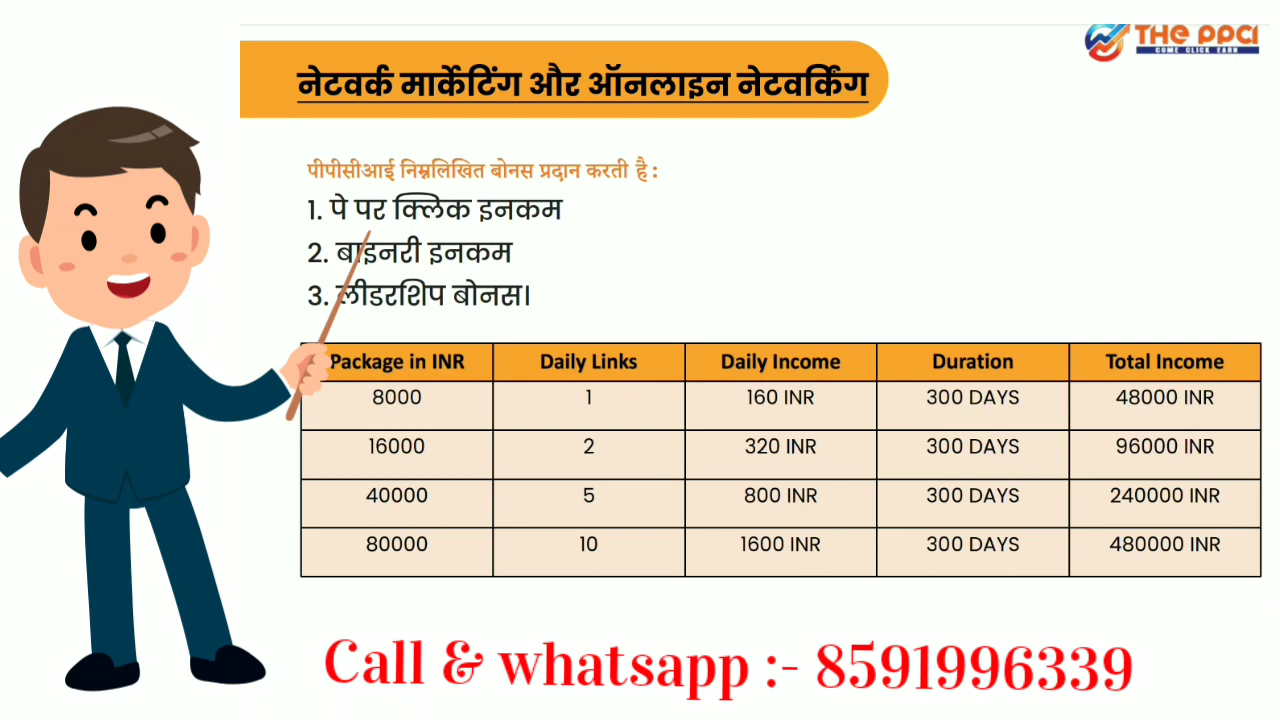 THE PPCI
COME CLICK EARN
नेटवर्क मार्केटिंग और ऑनलाइन नेटवर्किंग
पीपीसीआई निम्नलिखित बोनस प्रदान करती है :
1. पे पर क्लिक इनकम
2. बाइनरी इनकम
3. लीडरशिप बोनस।
Package in INR Daily Links Daily Income Duration Total Income
8000 1 160 INR 300 DAYS 48000 INR
16000 2 320 INR 300 DAYS 96000 INR
40000 5 800 INR 300 DAYS 240000 INR
80000 10 1600 INR 300 DAYS 480000 INR
Call & whatsapp :- 8591996339